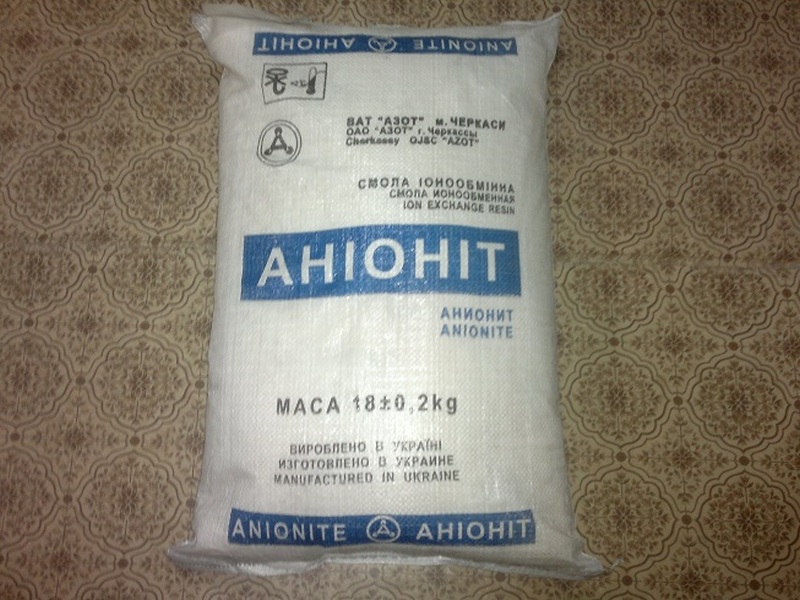 АНІОНІТ ANIONITE
ВАТ "АЗОТ" м. ЧЕРКАСИ
ОАО "АЗОТ" г. Черкассы
Cherkassy OJSC "AZOT"
СМОЛА ІОНООБМІННА
СМОЛА ИОНООБМЕННАЯ
ION EXCHANGE RESIN
АНІОНІТ
АНИОНИТ
ANIONITE
МАСА 18±0,2kg
ВИРОБЛЕНО В УКРАЇНІ
ИЗГОТОВЛЕНО В УКРАИНЕ
MANUFACTURED IN UKRAINE
ANIONITE АНІОНІТ